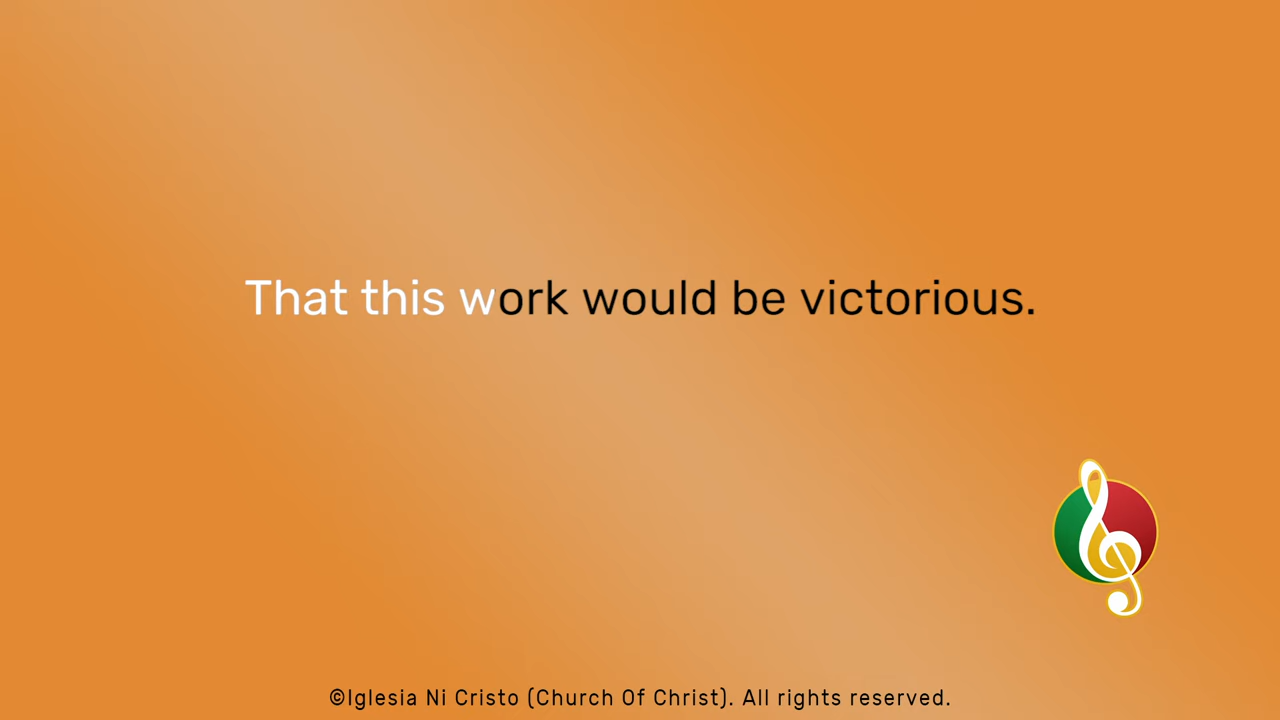 That this work would be victorious.
©Iglesia Ni Cristo (Church Of Christ). All rights reserved.